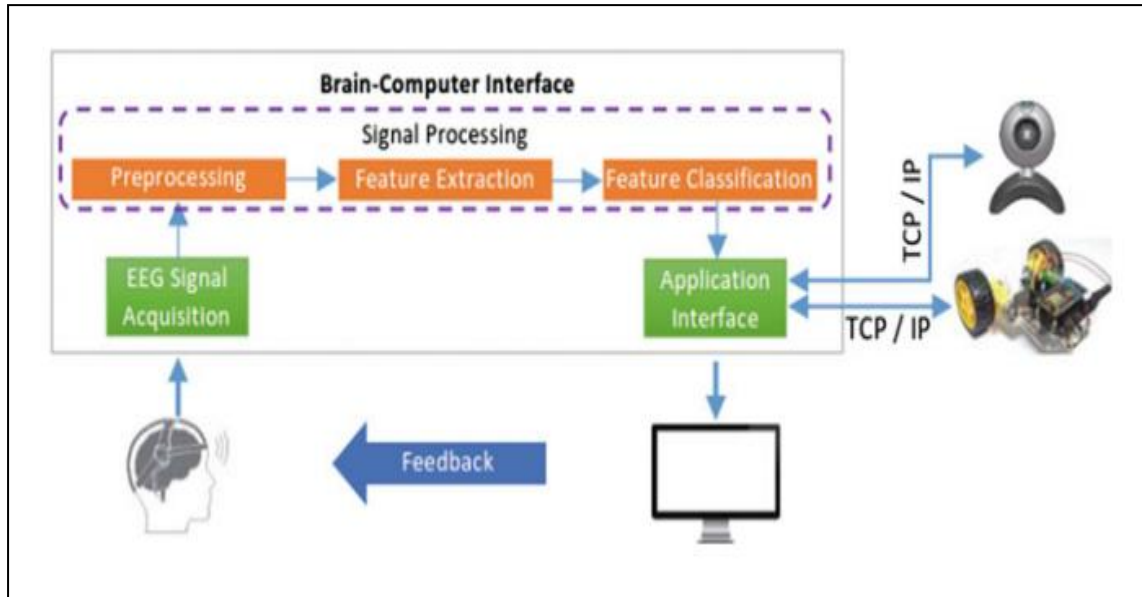 Brain-Computer Interface
Signal Processing
Preprocessing
Feature Extraction
Feature Classification
EEG Signal
Acquisition
Application
Interface
TCP / IP
TCP / IP
Feedback